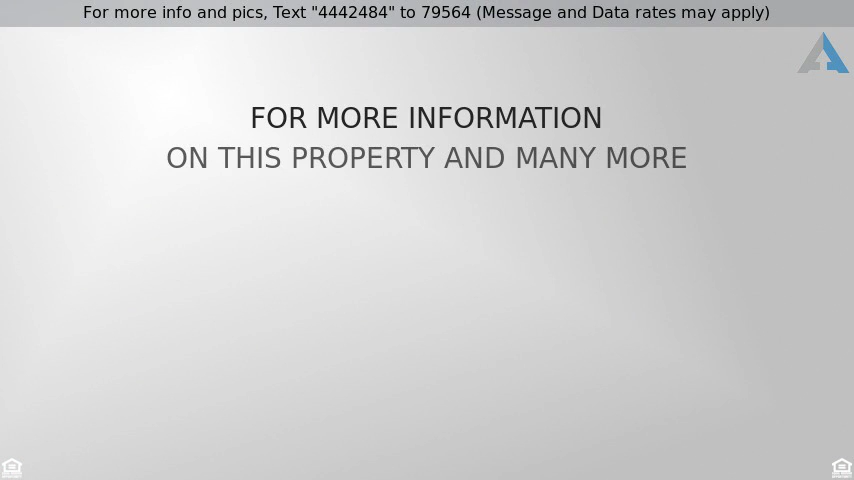 For more info and pics, Text "4442484" to 79564 (Message and Data rates may apply)
FOR MORE INFORMATION
ON THIS PROPERTY AND MANY MORE